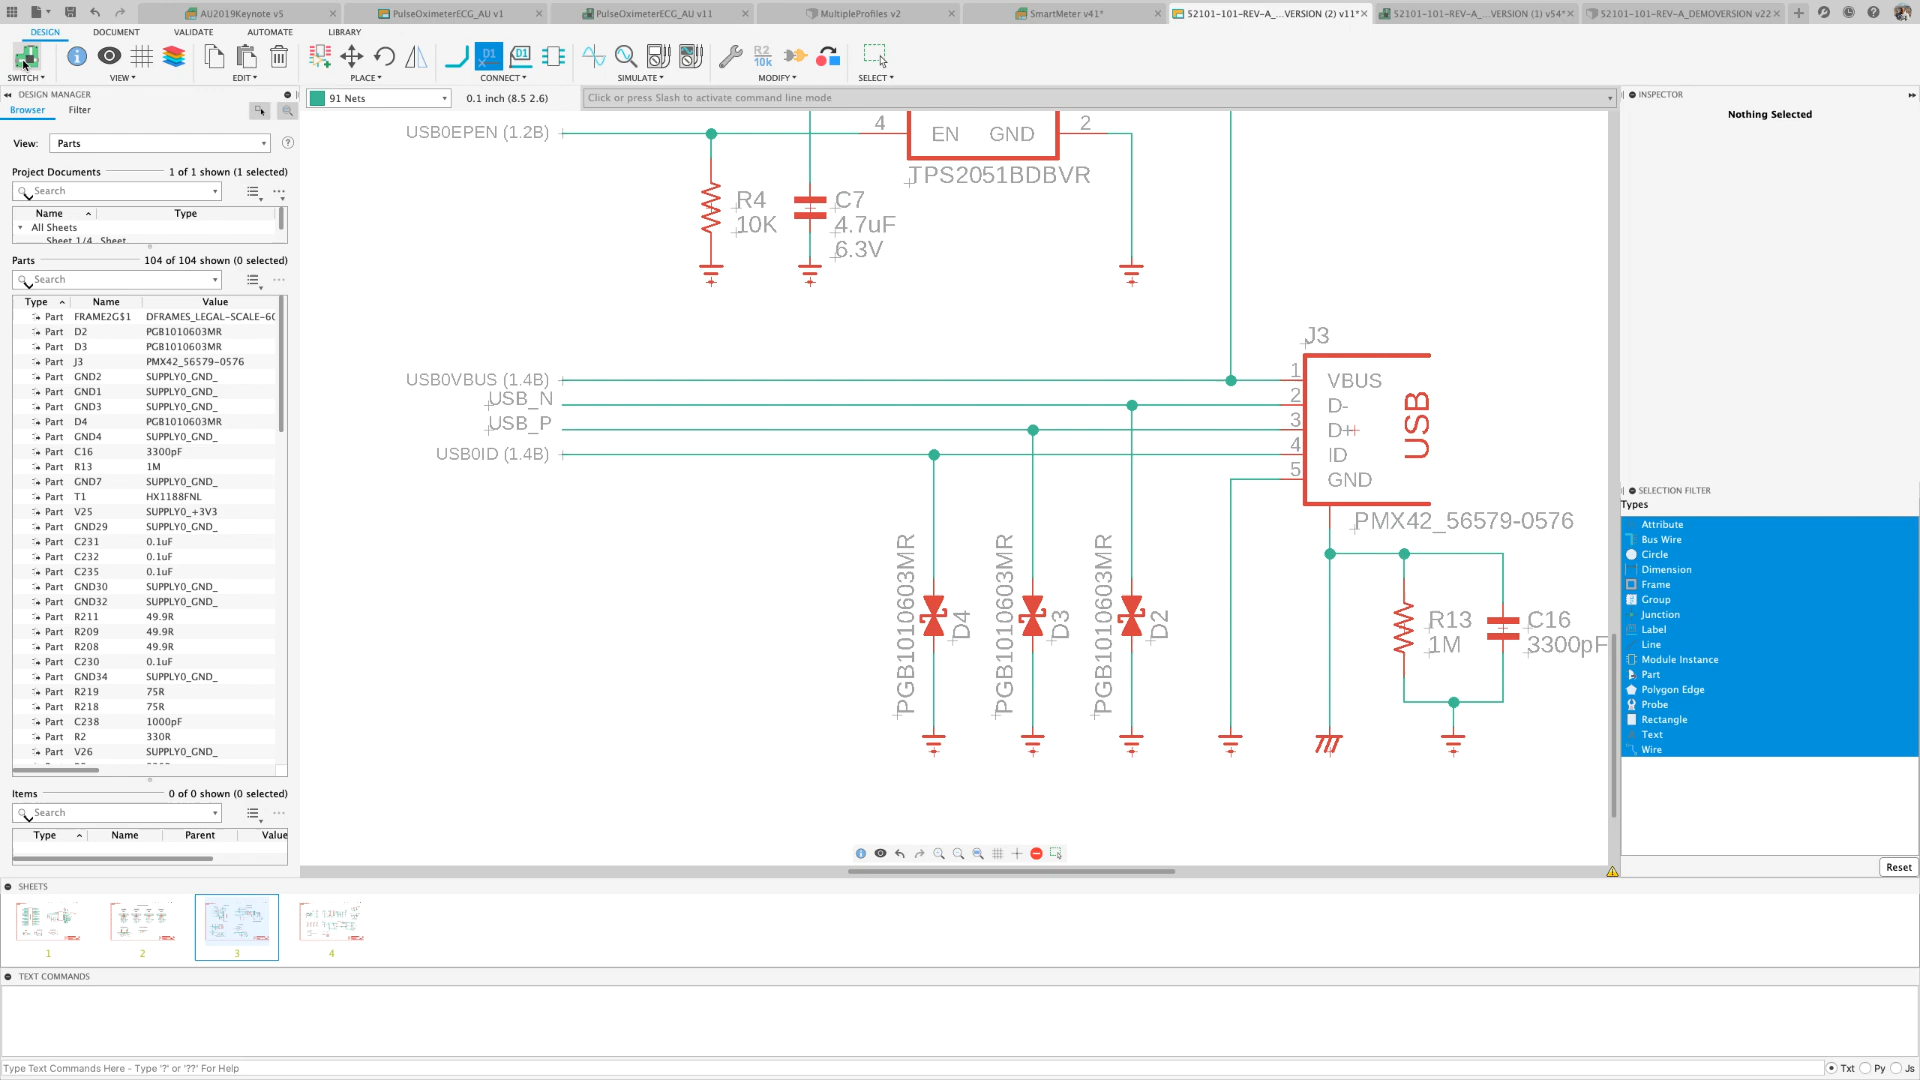 AU2019Keynote v5
PulseOximeterECG_AU v1
PulseOximeterECG_AU v11
MultipleProfiles v2
SmartMeter v41*
52101-101-REV-A_...VERSION (2) v11*
52101-101-REV-A_...VERSION (1) v54*
52101-101-REV-A_DEMOVERSION v22
DESIGN
DOCUMENT
VALIDATE
AUTOMATE
LIBRARY
D1
D1
R2
10k
SWITCH
VIEW
EDIT
PLACE
CONNECT
SIMULATE
MODIFY
SELECT
DESIGN MANAGER
Browser
Filter
View:
Parts
Project Documents
1 of 1 shown (1 selected)
Search
Name
Type
All Sheets
Sheet 1/4 Sheet
Parts
104 of 104 shown (0 selected)
Search
Type Name Value
Part FRAME2G$1 DFRAMES_LEGAL-SCALE-60
Part D2 PGB1010603MR
Part D3 PGB1010603MR
Part J3 PMX42_56579-0576
Part GND2 SUPPLY0_GND_
Part GND1 SUPPLY0_GND_
Part GND3 SUPPLY0_GND_
Part D4 PGB1010603MR
Part GND4 SUPPLY0_GND_
Part C16 3300pF
Part R13 1M
Part GND7 SUPPLY0_GND_
Part T1 HX1188FNL
Part V25 SUPPLY0_+3V3
Part GND29 SUPPLY0_GND_
Part C231 0.1uF
Part C232 0.1uF
Part C235 0.1uF
Part GND30 SUPPLY0_GND_
Part GND32 SUPPLY0_GND_
Part R211 49.9R
Part R209 49.9R
Part R208 49.9R
Part C230 0.1uF
Part GND34 SUPPLY0_GND_
Part R219 75R
Part R218 75R
Part C238 1000pF
Part R2 330R
Part V26 SUPPLY0_GND_
Items
0 of 0 shown (0 selected)
Search
Type Name Parent Value
91 Nets
0.1 inch (8.5 2.6)
Click or press Slash to activate command line mode
USB0EPEN (1.2B)
4
EN
GND
2
TPS2051BDBVR
R4
10K
C7
4.7uF
6.3V
J3
USB0VBUS (1.4B)
USB_N
USB_P
USB0ID (1.4B)
1
2
3
4
5
VBUS
D-
D+
ID
GND
USB
PMX42_56579-0576
PGB1010603MR
D4
PGB1010603MR
D3
PGB1010603MR
D2
R13
1M
C16
3300pF
INSPECTOR
Nothing Selected
SELECTION FILTER
Types
Attribute
Bus Wire
Circle
Dimension
Frame
Group
Junction
Label
Line
Module Instance
Part
Polygon Edge
Probe
Rectangle
Text
Wire
Reset
SHEETS
1
2
3
4
TEXT COMMANDS
Type Text Commands Here - Type '?' or '??' For Help
Txt
Py
Js